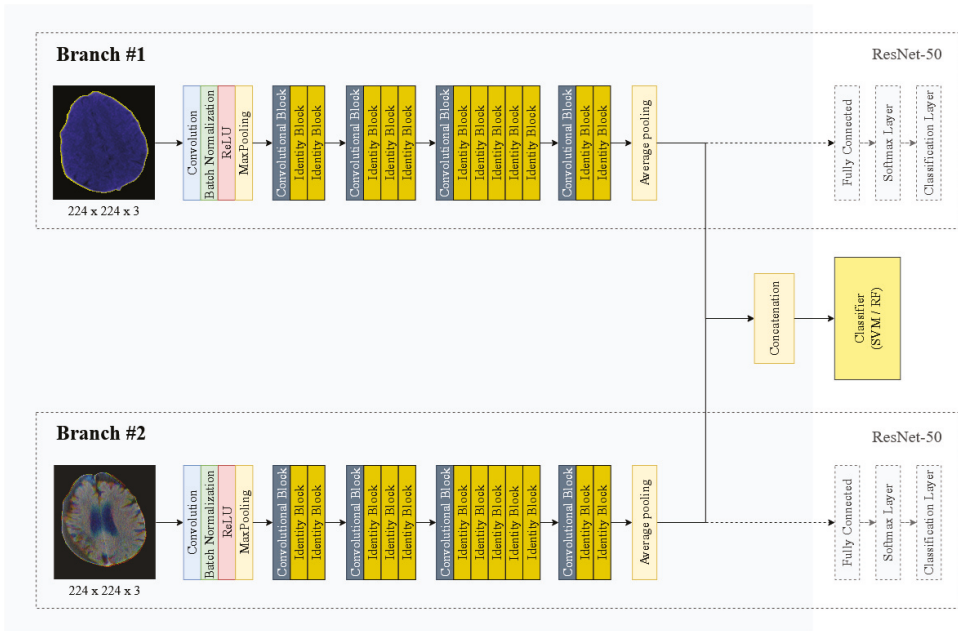 Branch #1
ResNet-50
224 x 224 x 3
Convolution
Batch Normalization
ReLU
MaxPooling
Convolutional Block
Identity Block
Identity Block
Convolutional Block
Identity Block
Identity Block
Identity Block
Convolutional Block
Identity Block
Identity Block
Identity Block
Identity Block
Identity Block
Convolutional Block
Identity Block
Identity Block
Average pooling
Fully Connected
Softmax Layer
Classification Layer
Concatenation
Classifier
(SVM / RF)
Branch #2
ResNet-50
224 x 224 x 3
Convolution
Batch Normalization
ReLU
MaxPooling
Convolutional Block
Identity Block
Identity Block
Convolutional Block
Identity Block
Identity Block
Identity Block
Convolutional Block
Identity Block
Identity Block
Identity Block
Identity Block
Identity Block
Convolutional Block
Identity Block
Identity Block
Average pooling
Fully Connected
Softmax Layer
Classification Layer